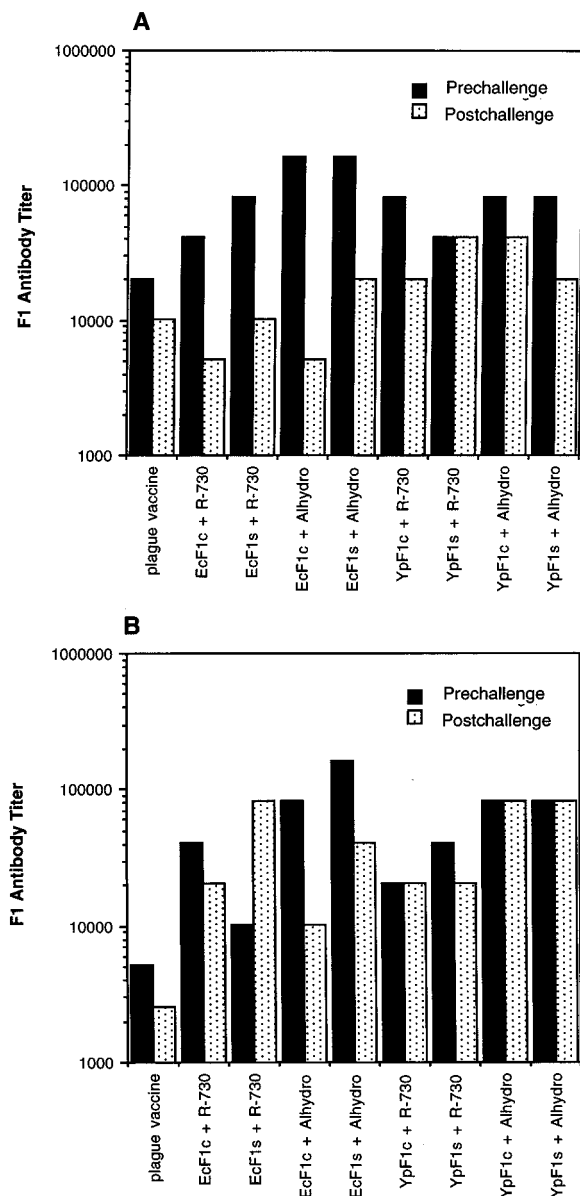 A
1000000
100000
10000
1000
F1 Antibody Titer
Prechallenge
Postchallenge
plague vaccine
EcF1c + R-730
EcF1s + R-730
EcF1c + Alhydro
EcF1s + Alhydro
YpF1c + R-730
YpF1s + R-730
YpF1c + Alhydro
YpF1s + Alhydro
B
1000000
100000
10000
1000
F1 Antibody Titer
Prechallenge
Postchallenge
plague vaccine
EcF1c + R-730
EcF1s + R-730
EcF1c + Alhydro
EcF1s + Alhydro
YpF1c + R-730
YpF1s + R-730
YpF1c + Alhydro
YpF1s + Alhydro